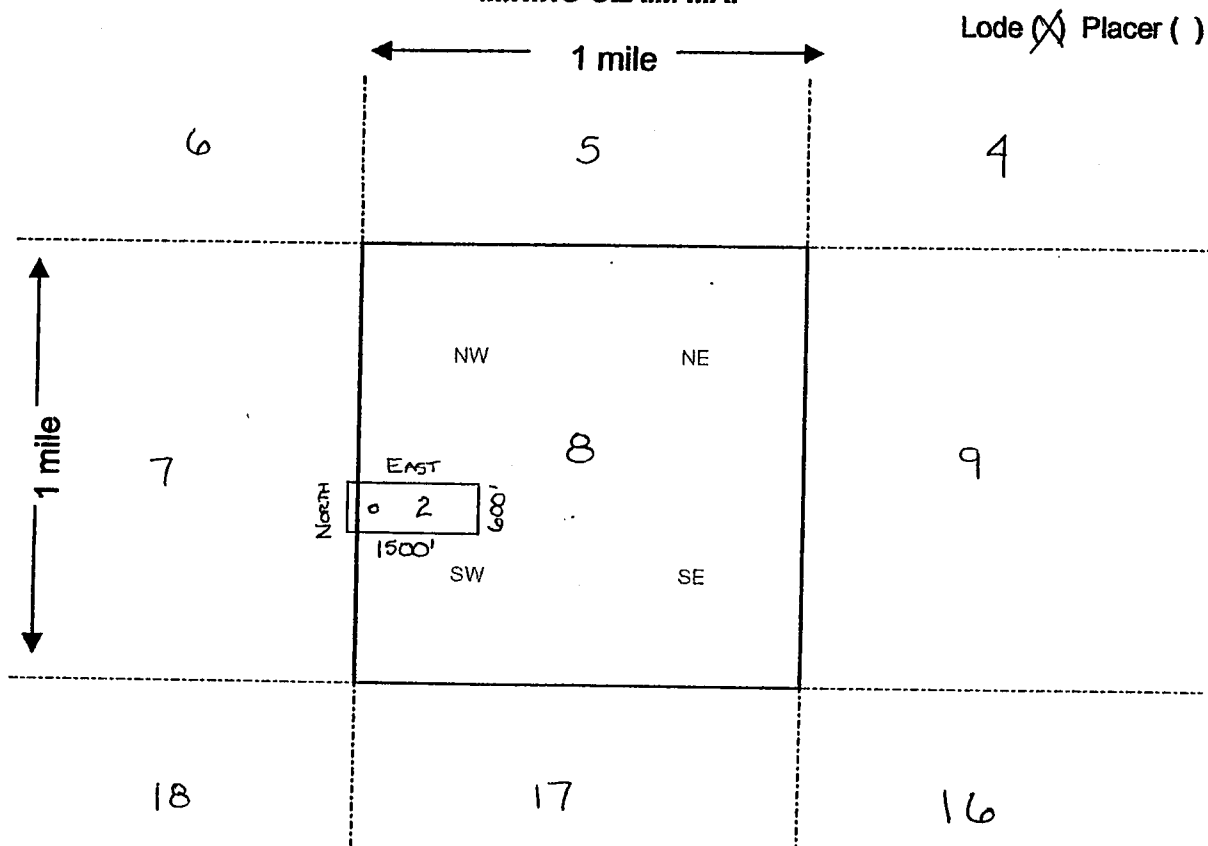 Lode (X) Placer ( )
1 mile
6 5 4
NW NE
1 mile
7 8 9
EAST
NORTH 2 600'
1500'
SW SE
18 17 16